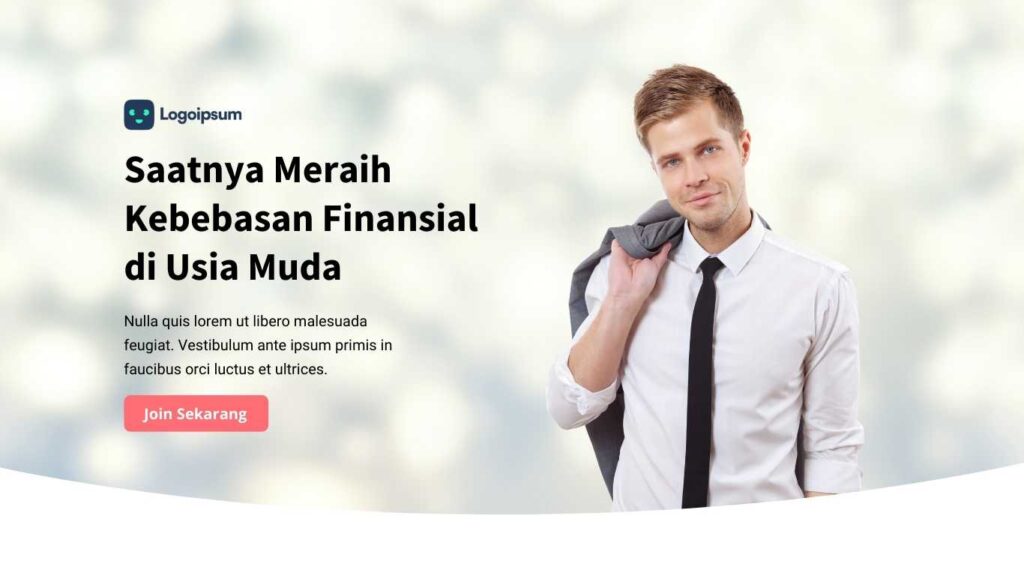 Logoipsum
Saatnya Meraih
Kebebasan Finansial
di Usia Muda
Nulla quis lorem ut libero malesuada
feugiat. Vestibulum ante ipsum primis in
faucibus orci luctus et ultrices.
Join Sekarang